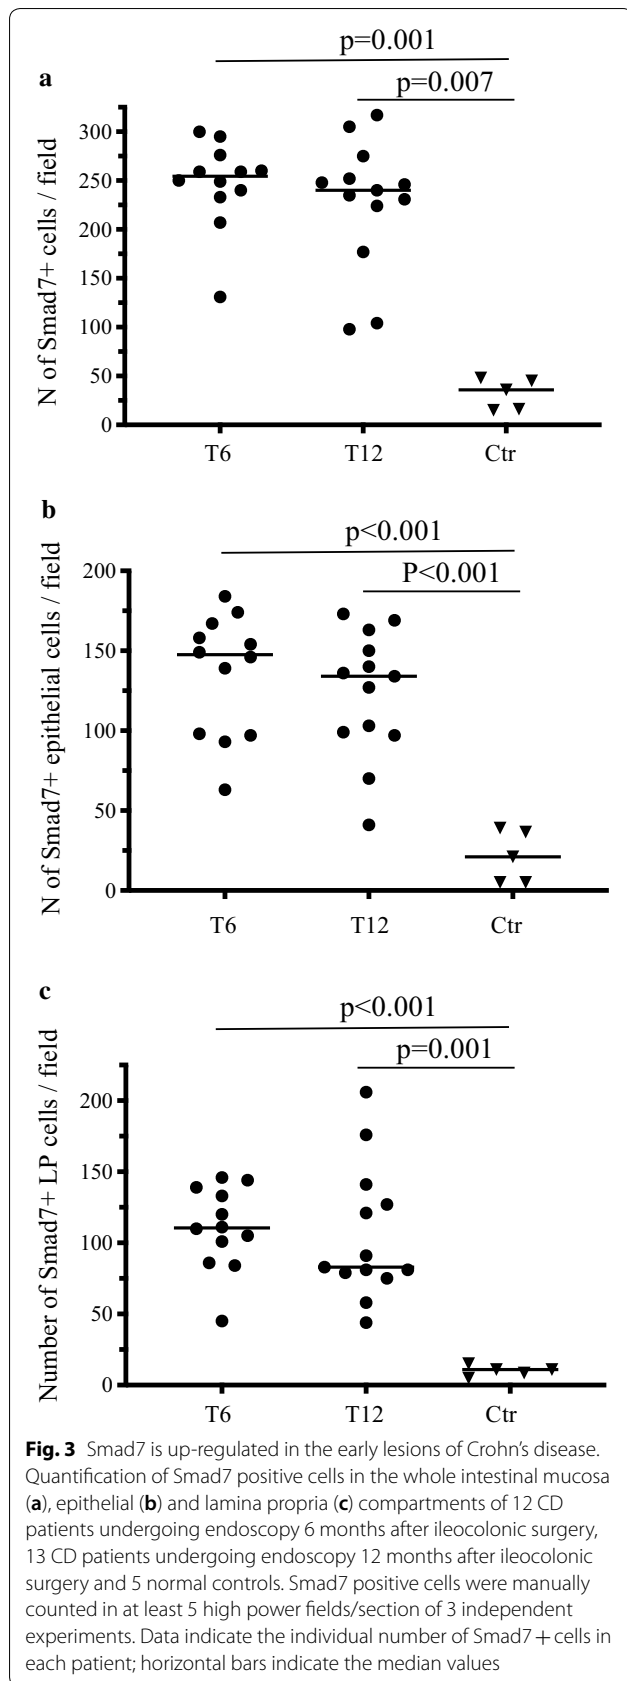 p=0.001
a
p=0.007
N of Smad7+ cells / field
300
250
200
150
100
50
0
T6 T12 Ctr
b
p<0.001
P<0.001
N of Smad7+ epithelial cells / field
200
150
100
50
0
T6 T12 Ctr
c
p<0.001
p=0.001
Number of Smad7+ LP cells / field
200
150
100
50
0
T6 T12 Ctr
Fig. 3 Smad7 is up-regulated in the early lesions of Crohn’s disease.
Quantification of Smad7 positive cells in the whole intestinal mucosa
(a), epithelial (b) and lamina propria (c) compartments of 12 CD
patients undergoing endoscopy 6 months after ileocolonic surgery,
13 CD patients undergoing endoscopy 12 months after ileocolonic
surgery and 5 normal controls. Smad7 positive cells were manually
counted in at least 5 high power fields/section of 3 independent
experiments. Data indicate the individual number of Smad7 + cells in
each patient; horizontal bars indicate the median values